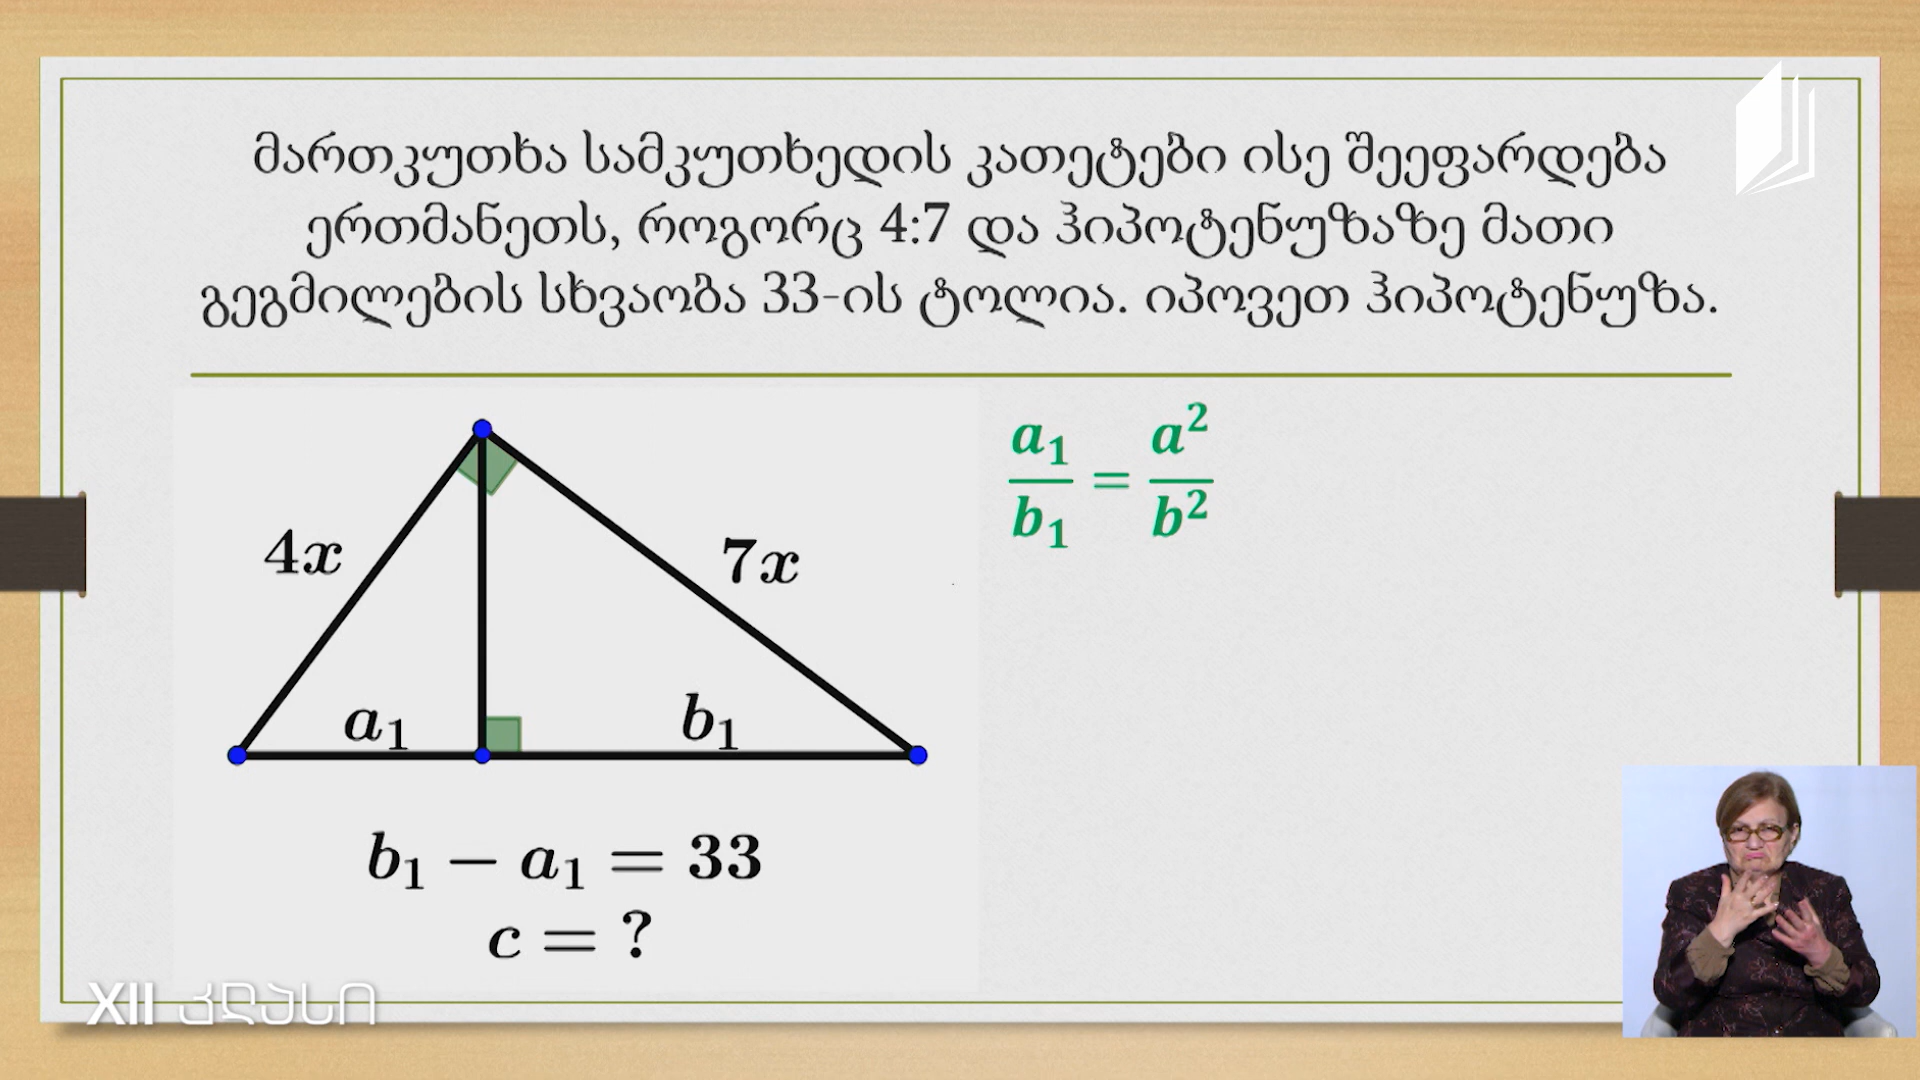 მართკუთხა სამკუთხედის კათეტები ისე შეეფარდება
ერთმანეთს, როგორც 4:7 და ჰიპოტენუზაზე მათი
გეგმილების სხვაობა 33-ის ტოლია. იპოვეთ ჰიპოტენუზა.
a₁/b₁ = a²/b²
4x
7x
a₁
b₁
b₁ − a₁ = 33
c = ?
XII კლასი